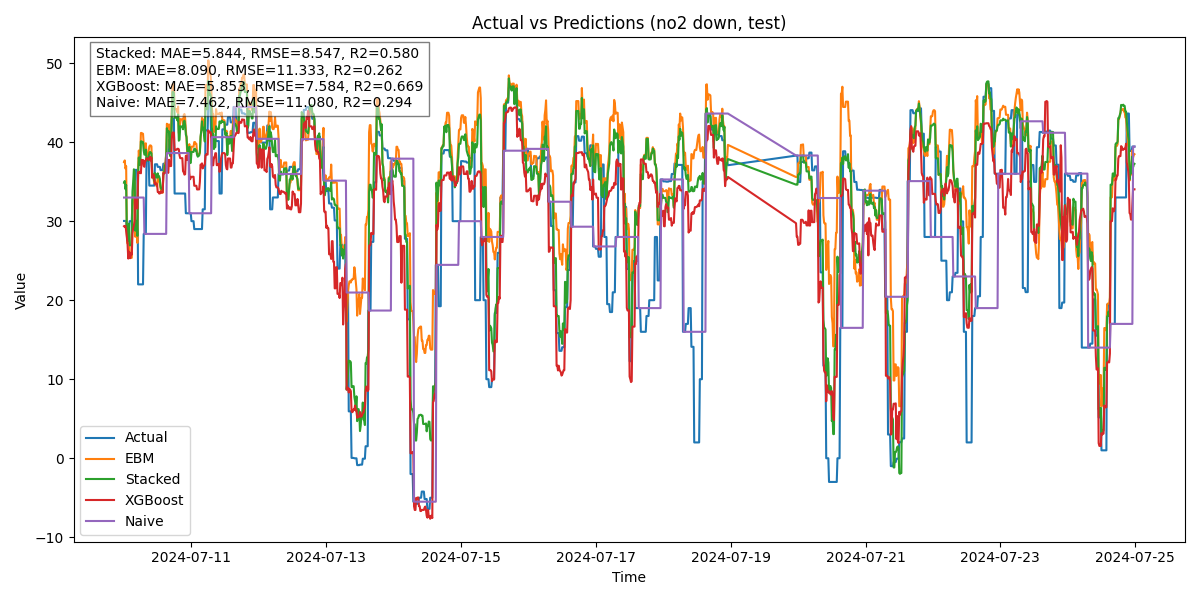 Actual vs Predictions (no2 down, test)
Stacked: MAE=5.844, RMSE=8.547, R2=0.580
EBM: MAE=8.090, RMSE=11.333, R2=0.262
XGBoost: MAE=5.853, RMSE=7.584, R2=0.669
Naive: MAE=7.462, RMSE=11.080, R2=0.294
50
40
30
20
10
0
−10
Value
Actual
EBM
Stacked
XGBoost
Naive
2024-07-11
2024-07-13
2024-07-15
2024-07-17
2024-07-19
2024-07-21
2024-07-23
2024-07-25
Time